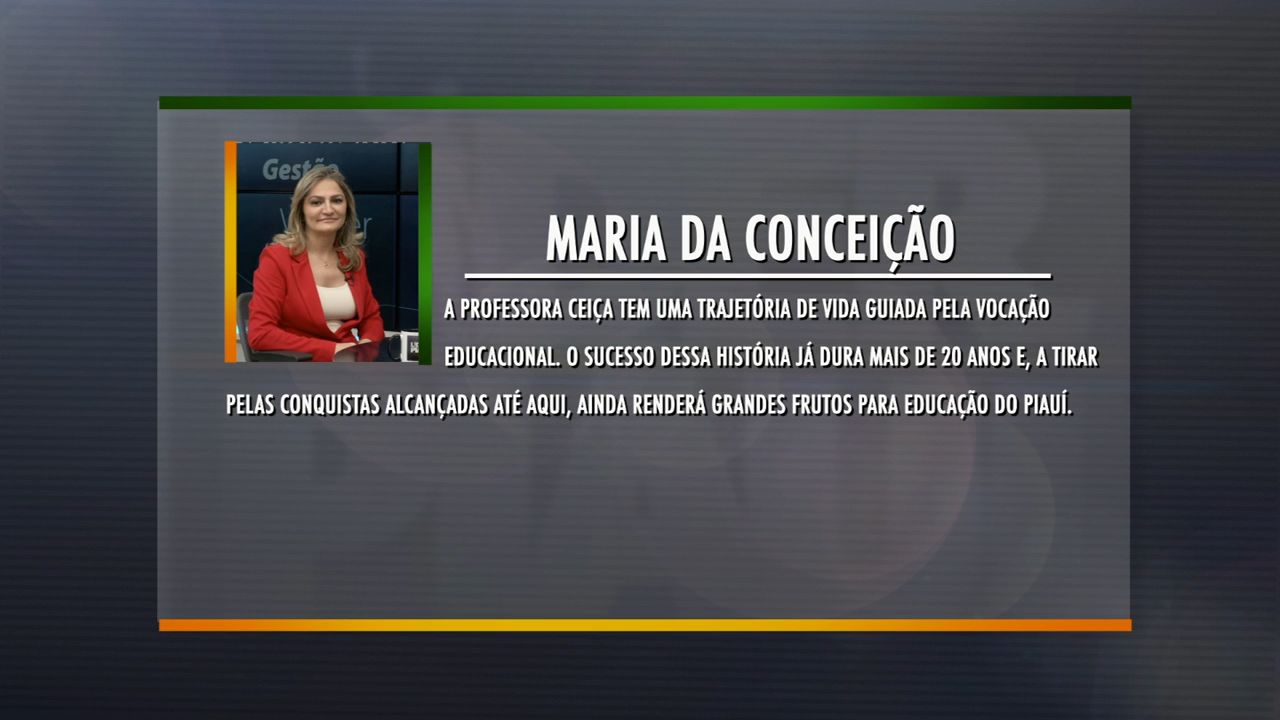 Gestão
MARIA DA CONCEIÇÃO
A PROFESSORA CEIÇA TEM UMA TRAJETÓRIA DE VIDA GUIADA PELA VOCAÇÃO
EDUCACIONAL. O SUCESSO DESSA HISTÓRIA JÁ DURA MAIS DE 20 ANOS E, A TIRAR
PELAS CONQUISTAS ALCANÇADAS ATÉ AQUI, AINDA RENDERÁ GRANDES FRUTOS PARA EDUCAÇÃO DO PIAUÍ.